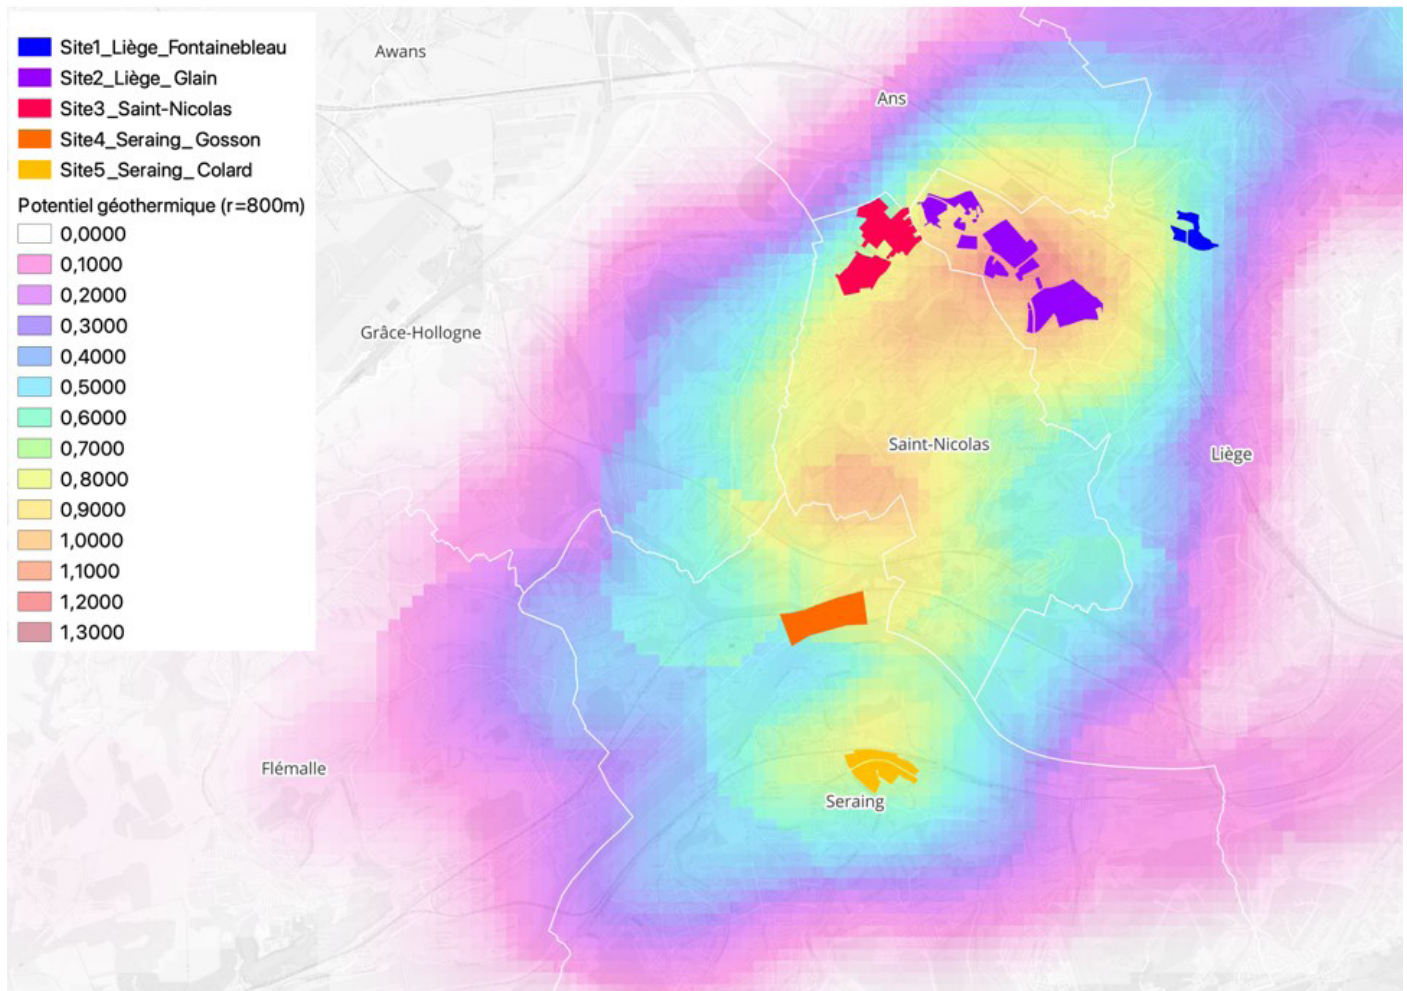 Site1_Liège_Fontainebleau
Site2_Liège_Glain
Site3_Saint-Nicolas
Site4_Seraing_Gosson
Site5_Seraing_Colard
Potentiel géothermique (r=800m)
0,0000
0,1000
0,2000
0,3000
0,4000
0,5000
0,6000
0,7000
0,8000
0,9000
1,0000
1,1000
1,2000
1,3000
Awans
Ans
Grâce-Hollogne
Saint-Nicolas
Liège
Flémalle
Seraing